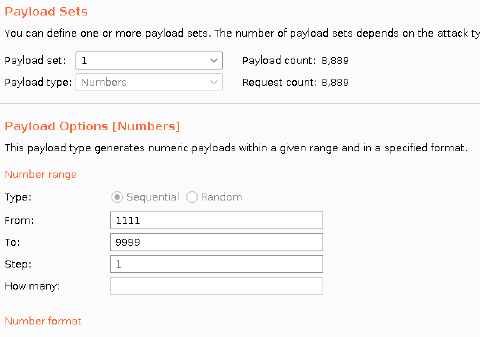 Payload Sets
You can define one or more payload sets. The number of payload sets depends on the attack ty
Payload set: 1 Payload count: 8,889
Payload type: Numbers Request count: 8,889
Payload Options [Numbers]
This payload type generates numeric payloads within a given range and in a specified format.
Number range
Type: Sequential Random
From: 1111
To: 9999
Step: 1
How many:
Number format